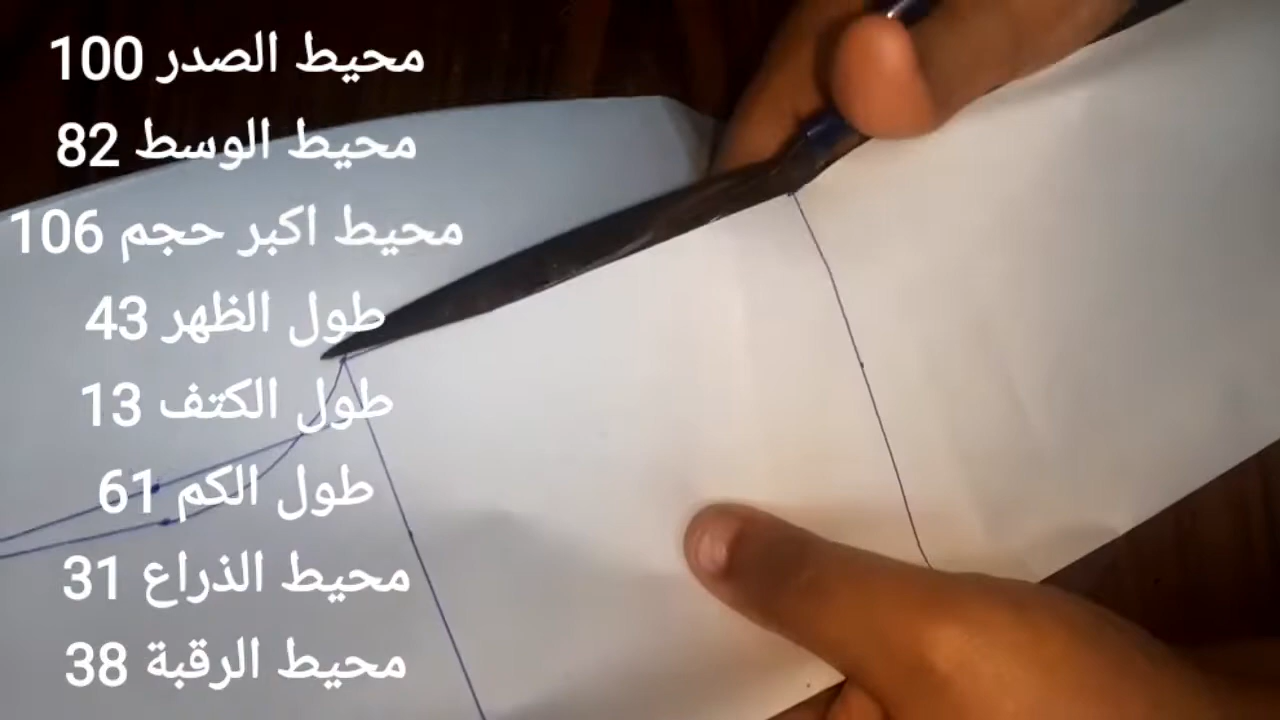 محيط الصدر 100
محيط الوسط 82
محيط اكبر حجم 106
طول الظهر 43
طول الكتف 13
طول الكم 61
محيط الذراع 31
محيط الرقبة 38